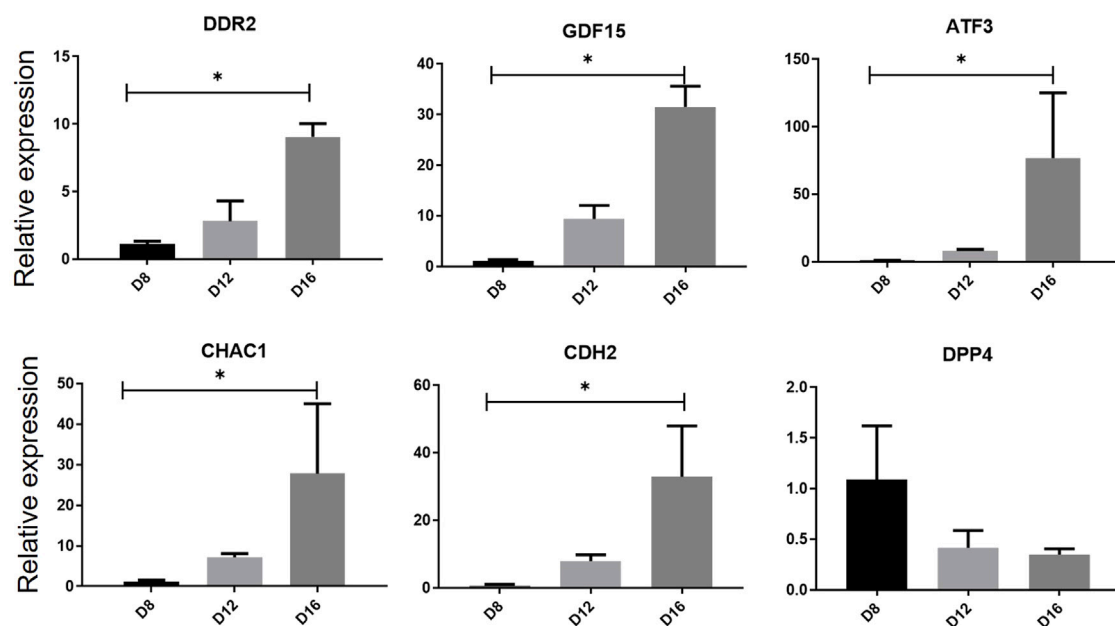 DDR2
Relative expression
15
10
5
0
*
D8
D12
D16
GDF15
40
30
20
10
0
*
D8
D12
D16
ATF3
150
100
50
0
*
D8
D12
D16
CHAC1
Relative expression
50
40
30
20
10
0
*
D8
D12
D16
CDH2
60
40
20
0
*
D8
D12
D16
DPP4
2.0
1.5
1.0
0.5
0.0
D8
D12
D16